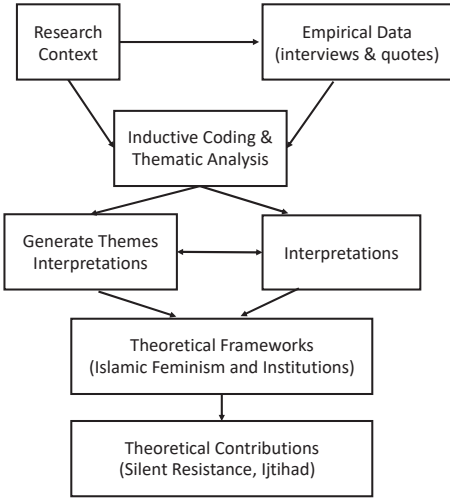 Research
Context
Empirical Data
(interviews & quotes)
Inductive Coding &
Thematic Analysis
Generate Themes
Interpretations
Interpretations
Theoretical Frameworks
(Islamic Feminism and Institutions)
Theoretical Contributions
(Silent Resistance, Ijtihad)